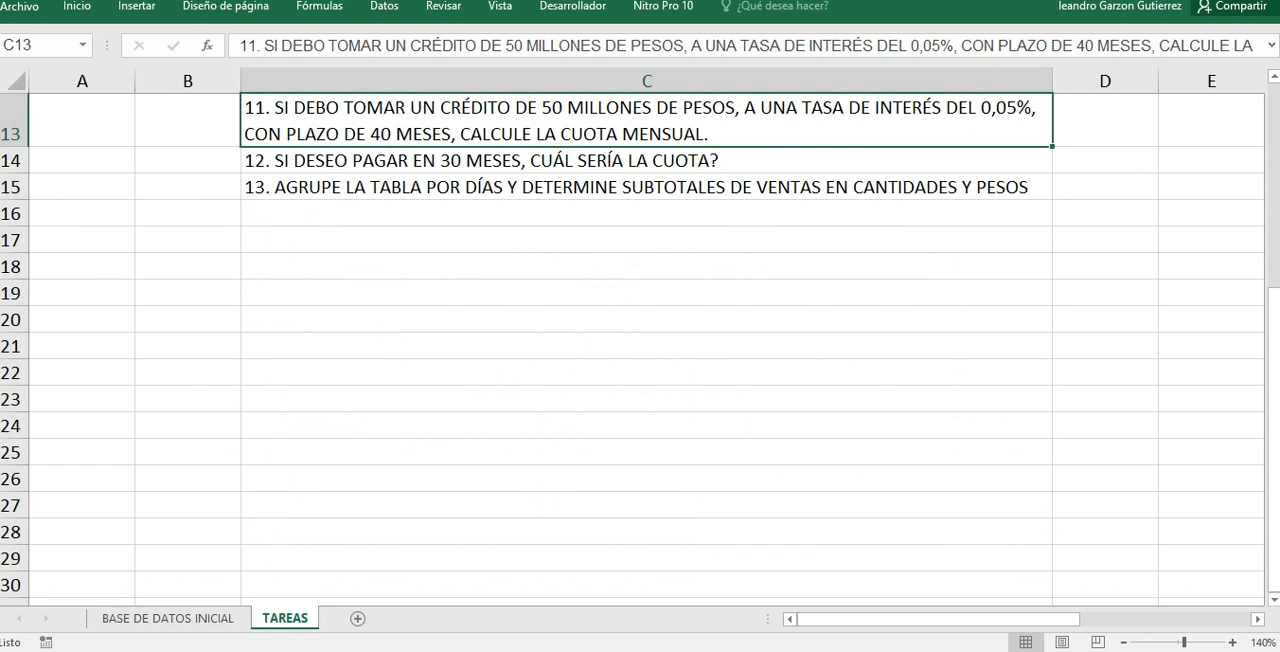 Archivo Inicio Insertar Diseño de página Fórmulas Datos Revisar Vista Desarrollador Nitro Pro 10 ¿Qué desea hacer? leandro Garzon Gutierrez Compartir
C13 fx 11. SI DEBO TOMAR UN CRÉDITO DE 50 MILLONES DE PESOS, A UNA TASA DE INTERÉS DEL 0,05%, CON PLAZO DE 40 MESES, CALCULE LA
A B C D E
11. SI DEBO TOMAR UN CRÉDITO DE 50 MILLONES DE PESOS, A UNA TASA DE INTERÉS DEL 0,05%,
13 CON PLAZO DE 40 MESES, CALCULE LA CUOTA MENSUAL.
14 12. SI DESEO PAGAR EN 30 MESES, CUÁL SERÍA LA CUOTA?
15 13. AGRUPE LA TABLA POR DÍAS Y DETERMINE SUBTOTALES DE VENTAS EN CANTIDADES Y PESOS
16
17
18
19
20
21
22
23
24
25
26
27
28
29
30
BASE DE DATOS INICIAL TAREAS
Listo 140%